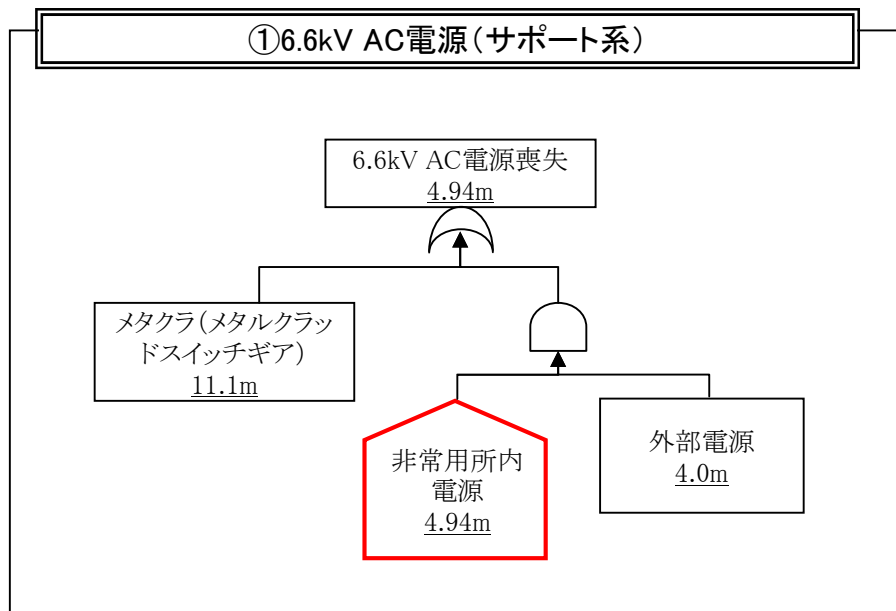 ①6.6kV AC電源（サポート系）
6.6kV AC電源喪失
4.94m
メタクラ（メタルクラッ
ドスイッチギア）
11.1m
非常用所内
電源
4.94m
外部電源
4.0m